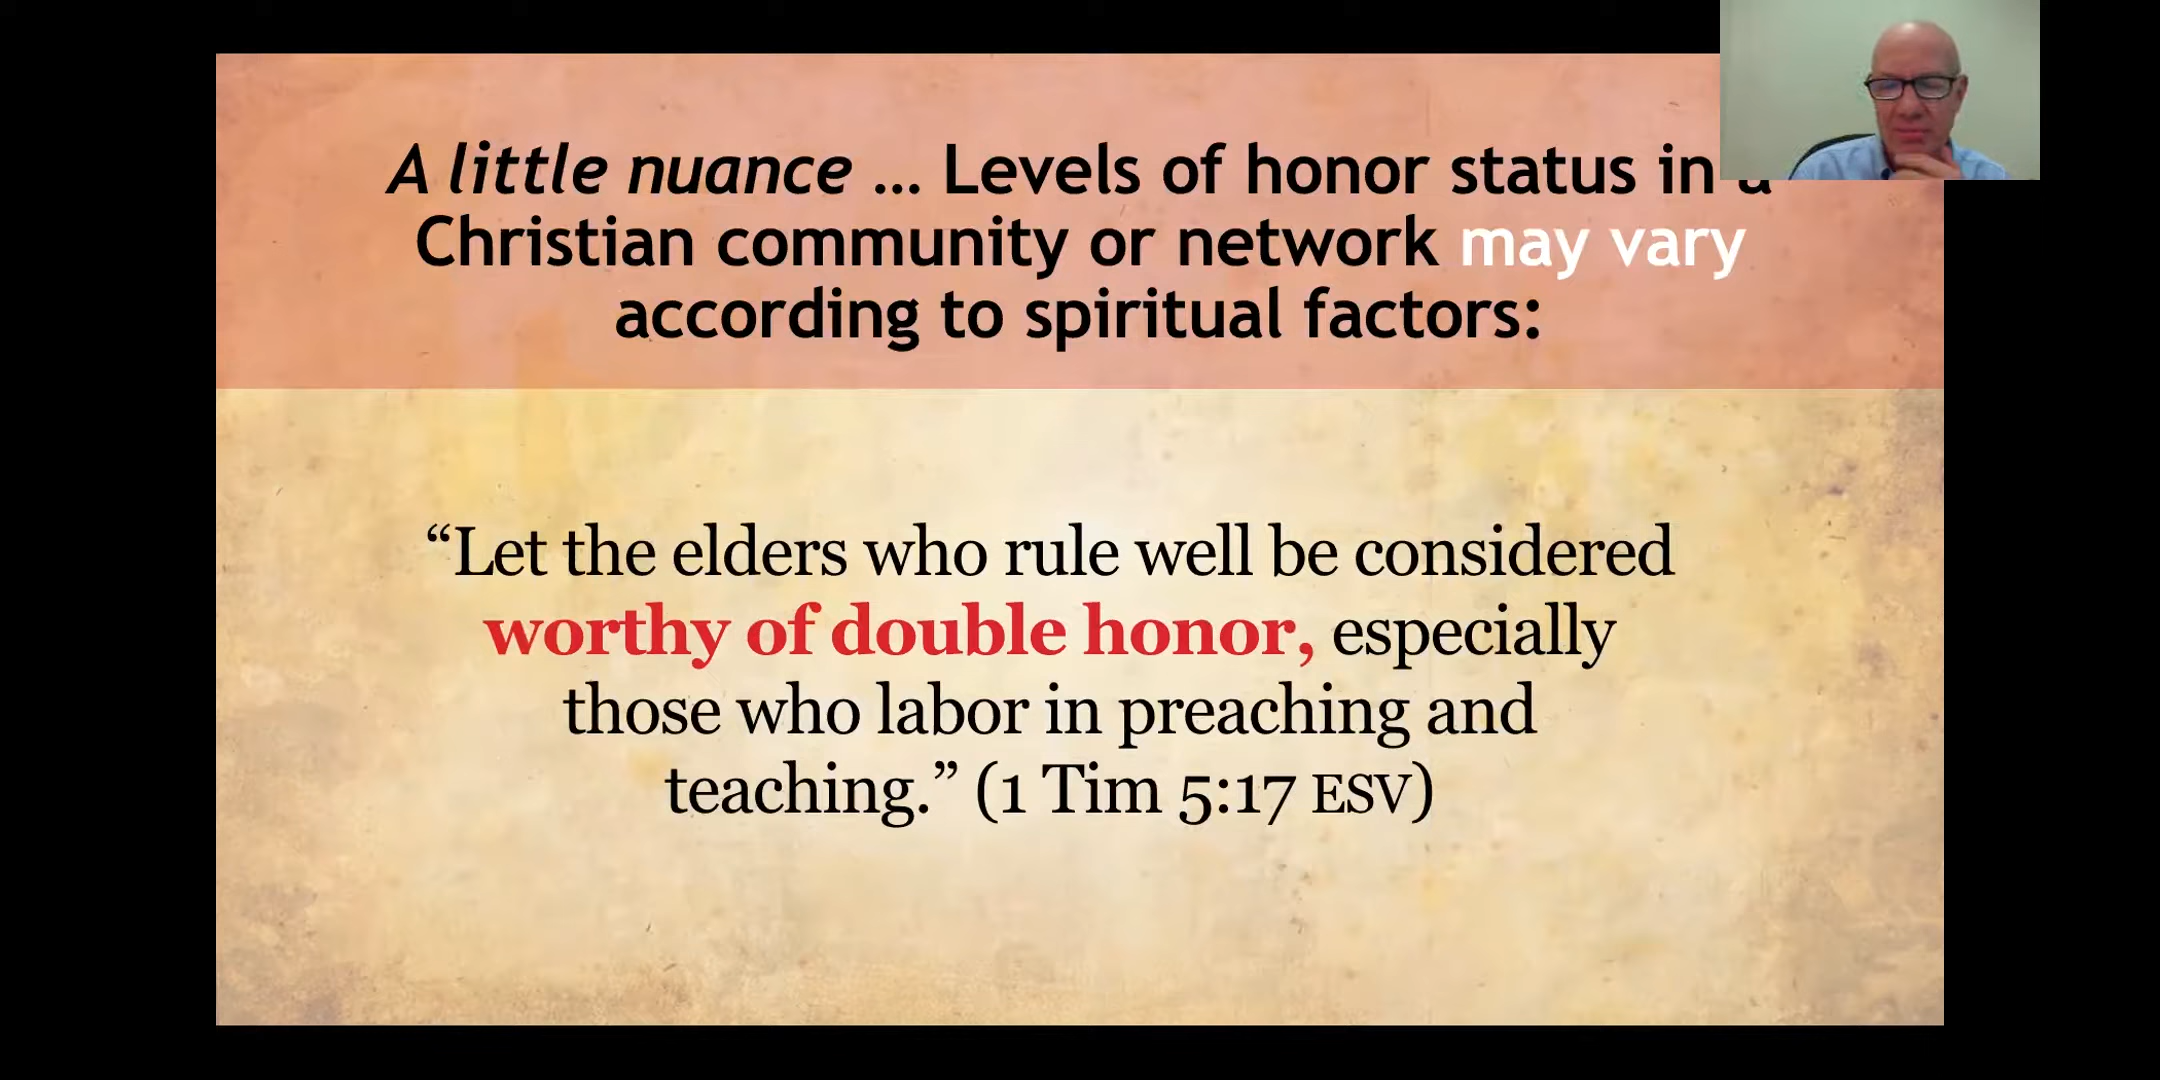 A little nuance … Levels of honor status in a
Christian community or network may vary
according to spiritual factors:
“Let the elders who rule well be considered
worthy of double honor, especially
those who labor in preaching and
teaching.” (1 Tim 5:17 ESV)